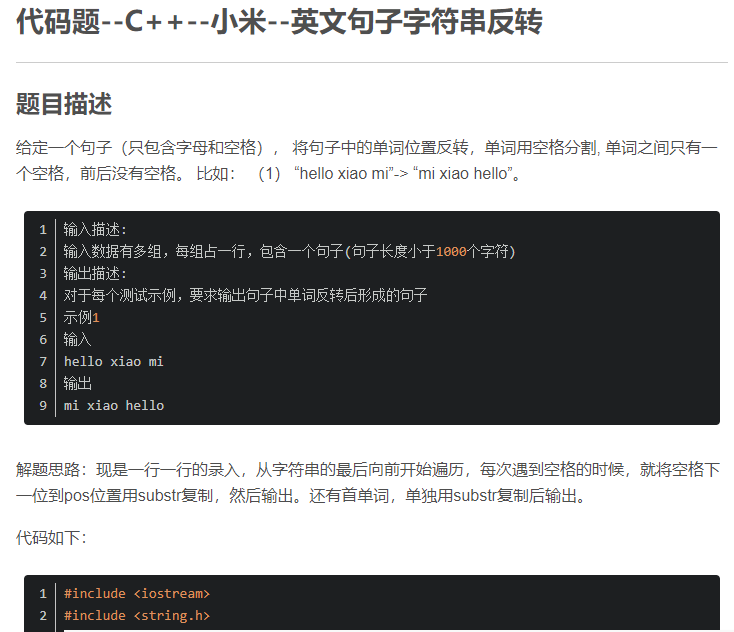 代码题--C++--小米--英文句子字符串反转
题目描述
给定一个句子（只包含字母和空格）， 将句子中的单词位置反转，单词用空格分割, 单词之间只有一
个空格，前后没有空格。 比如： （1） “hello xiao mi”-> “mi xiao hello”。
1 输入描述:
2 输入数据有多组，每组占一行，包含一个句子(句子长度小于1000个字符)
3 输出描述:
4 对于每个测试示例，要求输出句子中单词反转后形成的句子
5 示例1
6 输入
7 hello xiao mi
8 输出
9 mi xiao hello
解题思路：现是一行一行的录入，从字符串的最后向前开始遍历，每次遇到空格的时候，就将空格下
一位到pos位置用substr复制，然后输出。还有首单词，单独用substr复制后输出。
代码如下：
1 #include <iostream>
2 #include <string.h>